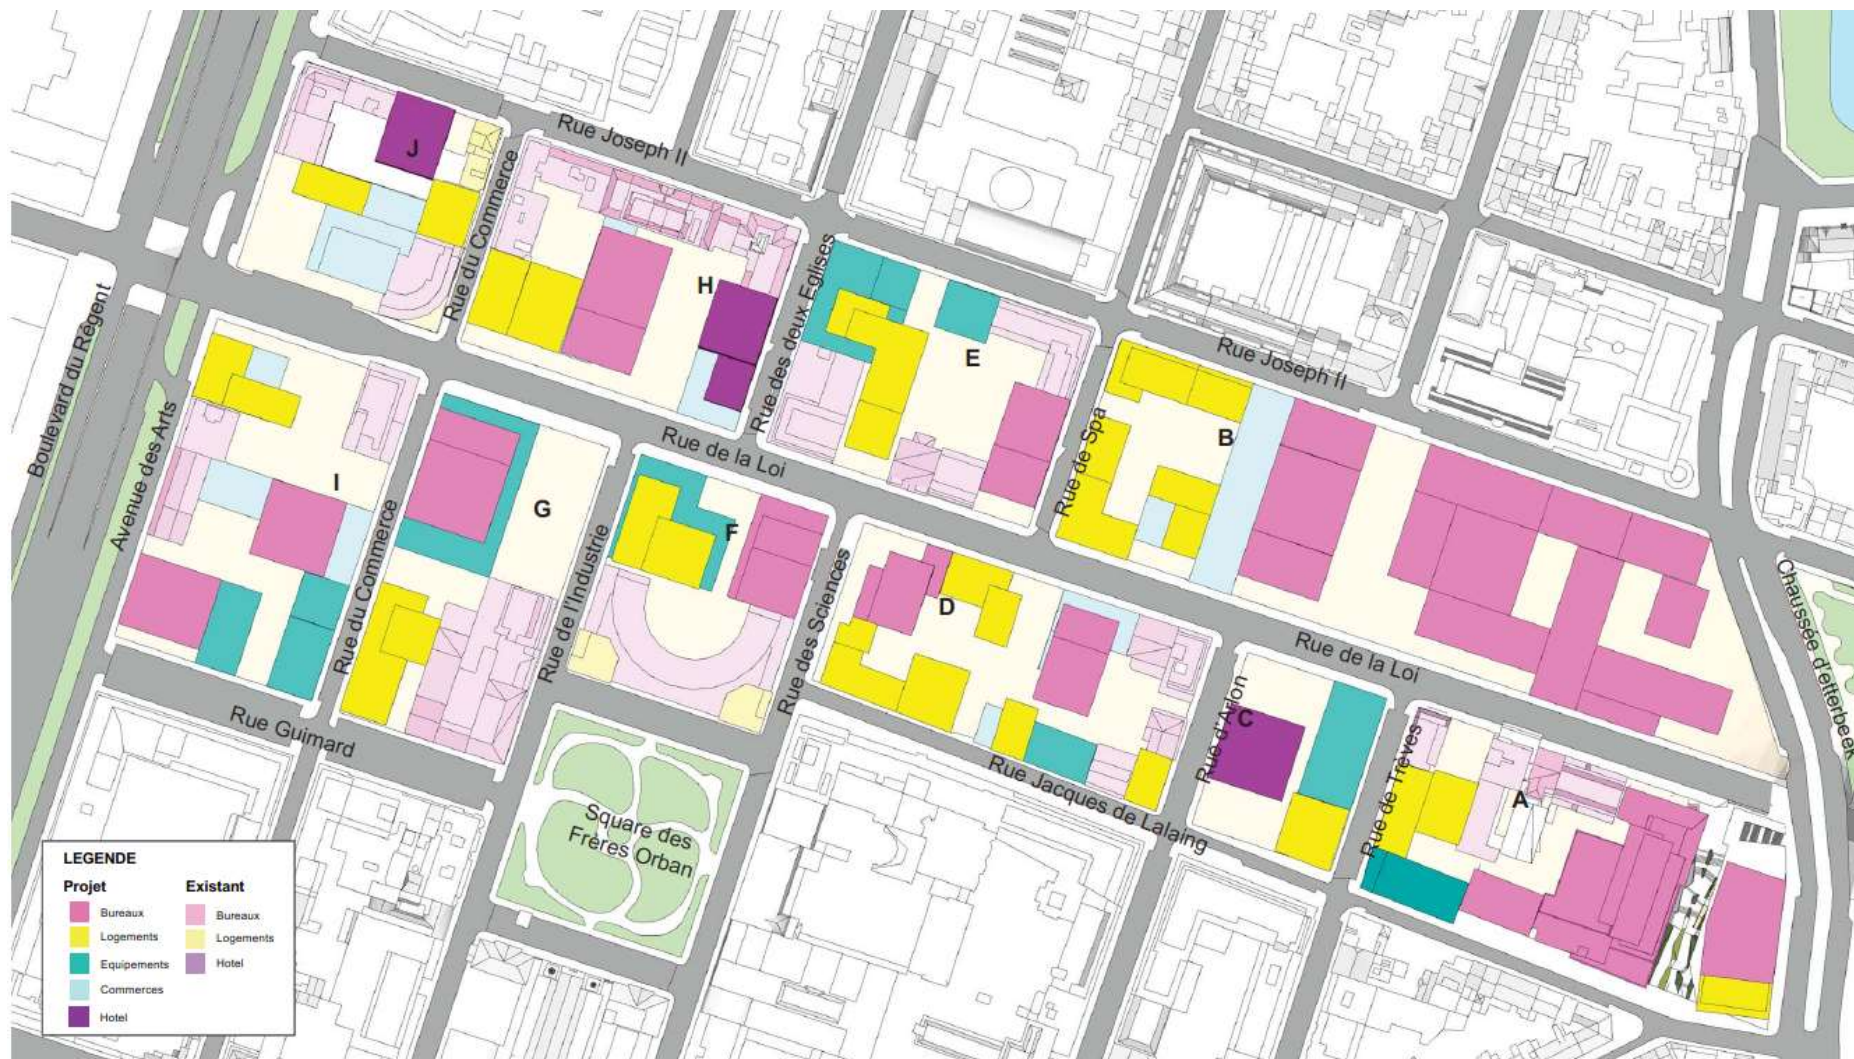 Rue Joseph II
J
Rue du Commerce
H
Rue des deux Eglises
E
Rue Joseph II
Boulevard du Régent
Avenue des Arts
Rue de la Loi
Rue de Spa
B
I
G
F
Rue du Commerce
Rue de l'Industrie
Rue des Sciences
D
Rue de la Loi
Chaussée d'etterbeek
Rue Guimard
Rue d'Arlon
C
Rue Jacques de Lalaing
Rue de Trèves
A
Square des
Frères Orban
LEGENDE
Projet Existant
Bureaux Bureaux
Logements Logements
Equipements Hotel
Commerces
Hotel